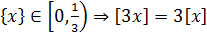 {x} ∈ [0, 1/3) ⇒ [3x] = 3[x]